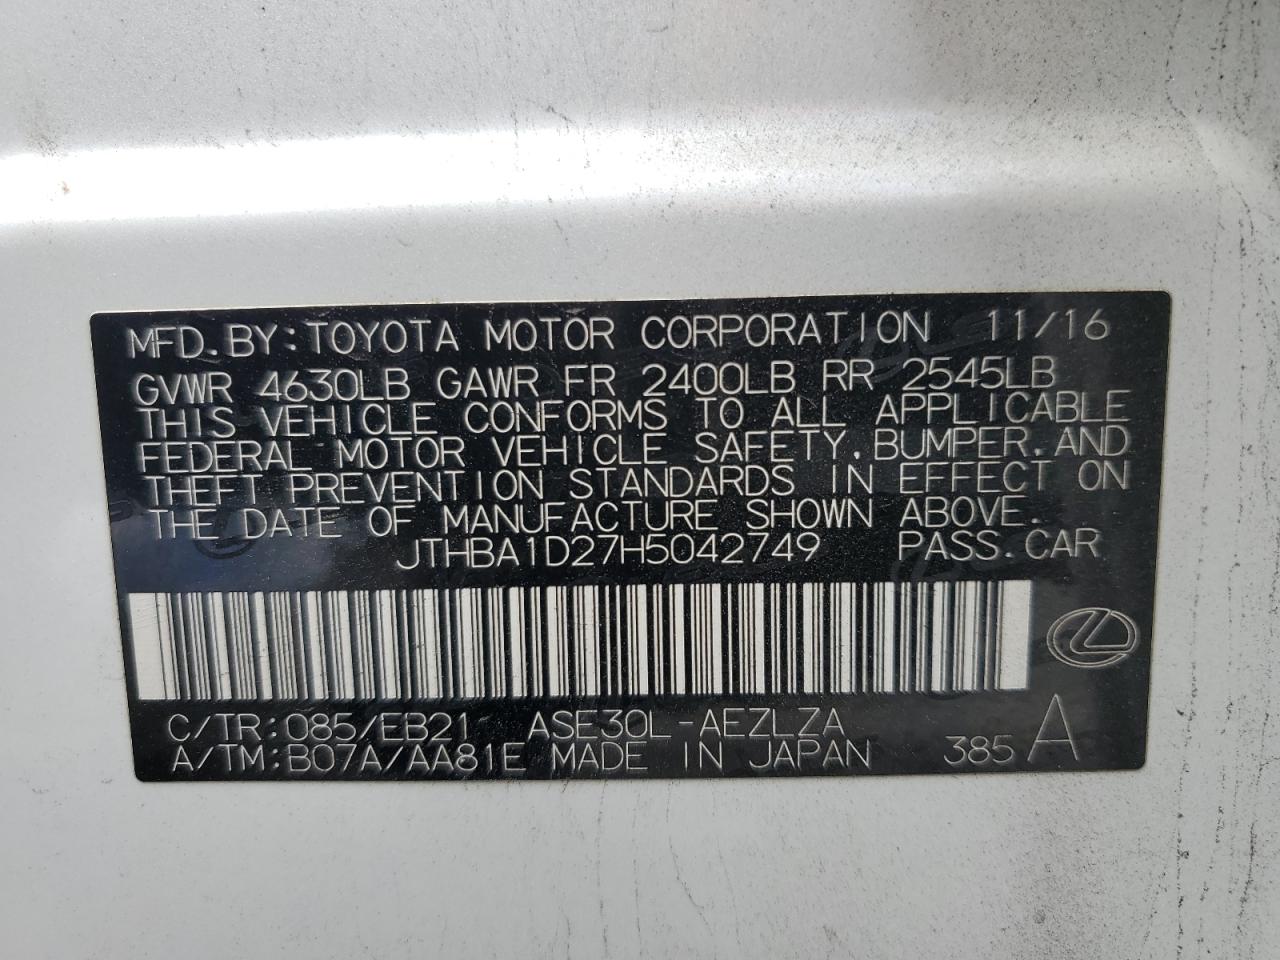 MFD.BY:TOYOTA MOTOR CORPORATION 11/16
GVWR 4630LB GAWR FR 2400LB RR 2545LB
THIS VEHICLE CONFORMS TO ALL APPLICABLE
FEDERAL MOTOR VEHICLE SAFETY,BUMPER,AND
THEFT PREVENTION STANDARDS IN EFFECT ON
THE DATE OF MANUFACTURE SHOWN ABOVE.
JTHBA1D27H5042749 PASS.CAR
C/TR:085/EB21 ASE30L-AEZLZA
A/TM:B07A/AA81E MADE IN JAPAN 385 A